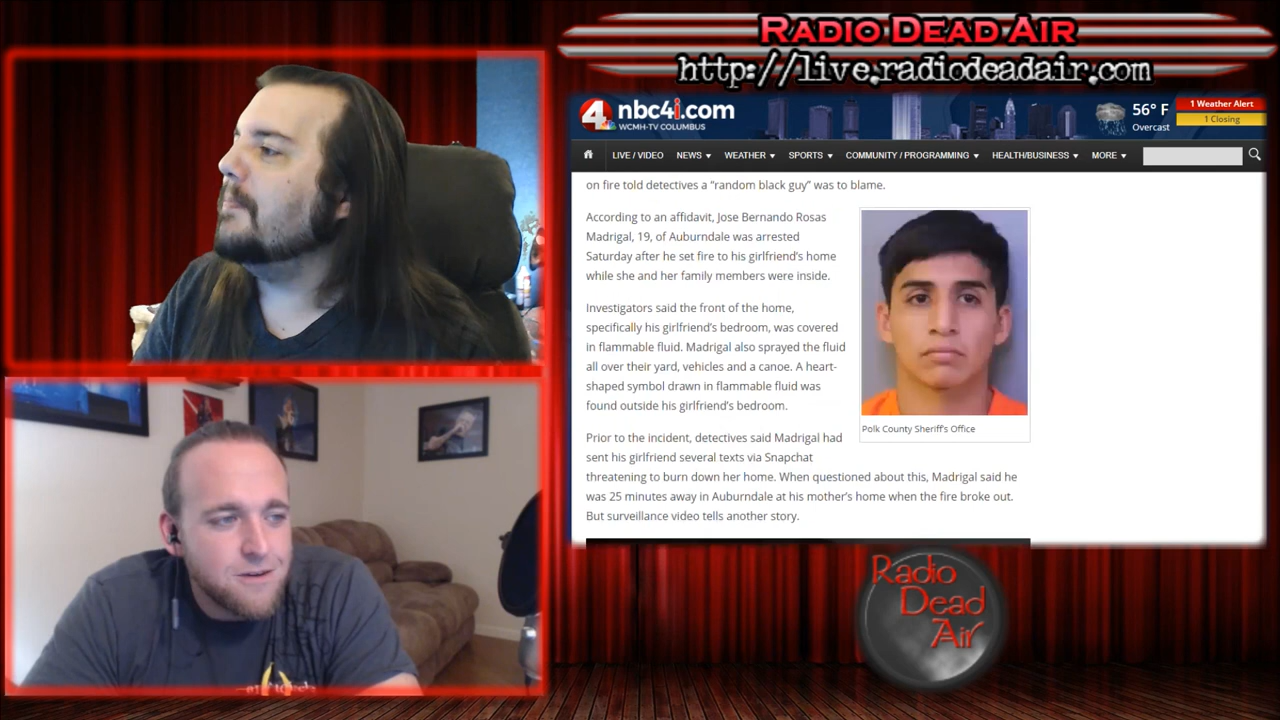 RADIO DEAD AIR
http://live.radiodeadair.com
4 nbc4i.com
WCMH-TV COLUMBUS
56° F
Overcast
1 Weather Alert
1 Closing
LIVE / VIDEO NEWS WEATHER SPORTS COMMUNITY / PROGRAMMING HEALTH/BUSINESS MORE
on fire told detectives a “random black guy” was to blame.
According to an affidavit, Jose Bernando Rosas
Madrigal, 19, of Auburndale was arrested
Saturday after he set fire to his girlfriend’s home
while she and her family members were inside.
Investigators said the front of the home,
specifically his girlfriend’s bedroom, was covered
in flammable fluid. Madrigal also sprayed the fluid
all over their yard, vehicles and a canoe. A heart-
shaped symbol drawn in flammable fluid was
found outside his girlfriend’s bedroom.
Polk County Sheriff’s Office
Prior to the incident, detectives said Madrigal had
sent his girlfriend several texts via Snapchat
threatening to burn down her home. When questioned about this, Madrigal said he
was 25 minutes away in Auburndale at his mother’s home when the fire broke out.
But surveillance video tells another story.
Radio
Dead
Air